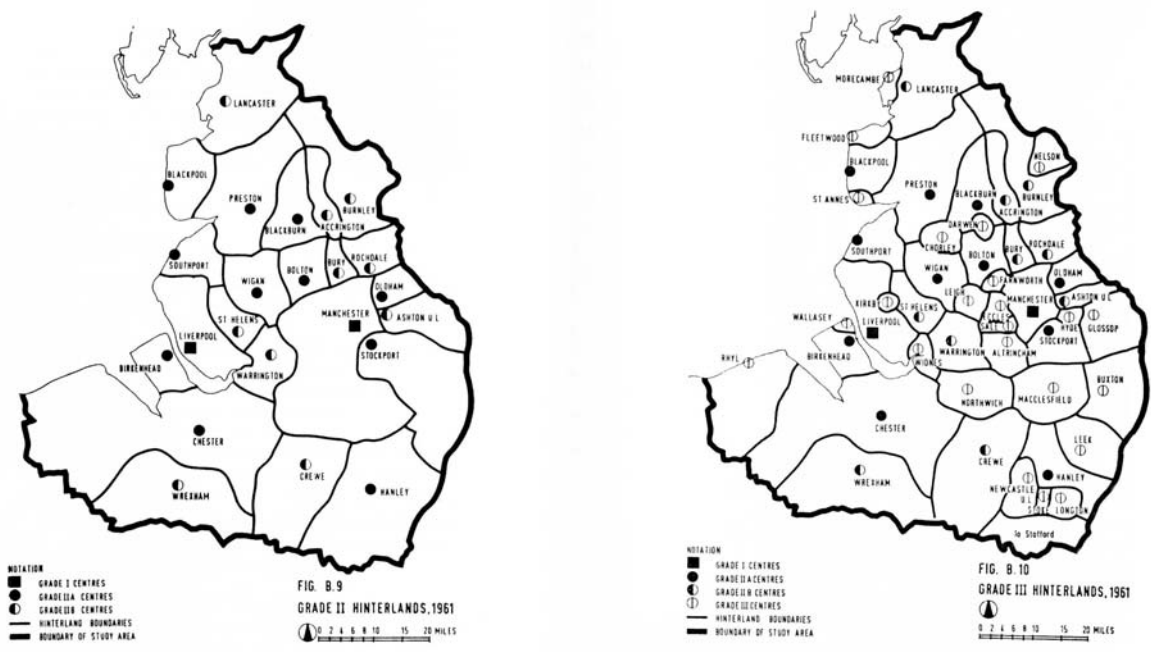 LANCASTER
BLACKPOOL
PRESTON
BLACKBURN
BURNLEY
ACCRINGTON
SOUTHPORT
WIGAN
BOLTON
BURY
ROCHDALE
OLDHAM
MANCHESTER
ASHTON U L
ST HELENS
LIVERPOOL
STOCKPORT
BIRKENHEAD
WARRINGTON
CHESTER
CREWE
WREXHAM
HANLEY
NOTATION
GRADE I CENTRES
GRADE IIA CENTRES
GRADE IIB CENTRES
HINTERLAND BOUNDARIES
BOUNDARY OF STUDY AREA
FIG. B.9
GRADE II HINTERLANDS, 1961
0 2 4 6 8 10 15 20 MILES
MORECAMBE
LANCASTER
FLEETWOOD
BLACKPOOL
NELSON
PRESTON
BLACKBURN
BURNLEY
ST ANNES
ACCRINGTON
DARWEN
CHORLEY
SOUTHPORT
BURY
ROCHDALE
BOLTON
WIGAN
FARNWORTH
OLDHAM
LEIGH
KIRKBY
ST HELENS
MANCHESTER
ASHTON U L
ECCLES
WALLASEY
LIVERPOOL
SALE
HYDE
GLOSSOP
STOCKPORT
BIRKENHEAD
WARRINGTON
ALTRINCHAM
WIDNES
RHYL
NORTHWICH
MACCLESFIELD
BUXTON
CHESTER
LEEK
CREWE
WREXHAM
HANLEY
NEWCASTLE
U L
STOKE
LONGTON
To Stafford
NOTATION
GRADE I CENTRES
GRADE II A CENTRES
GRADE II B CENTRES
GRADE III CENTRES
HINTERLAND BOUNDARIES
BOUNDARY OF STUDY AREA
FIG. B.10
GRADE III HINTERLANDS, 1961
0 2 4 6 8 10 15 20 MILES